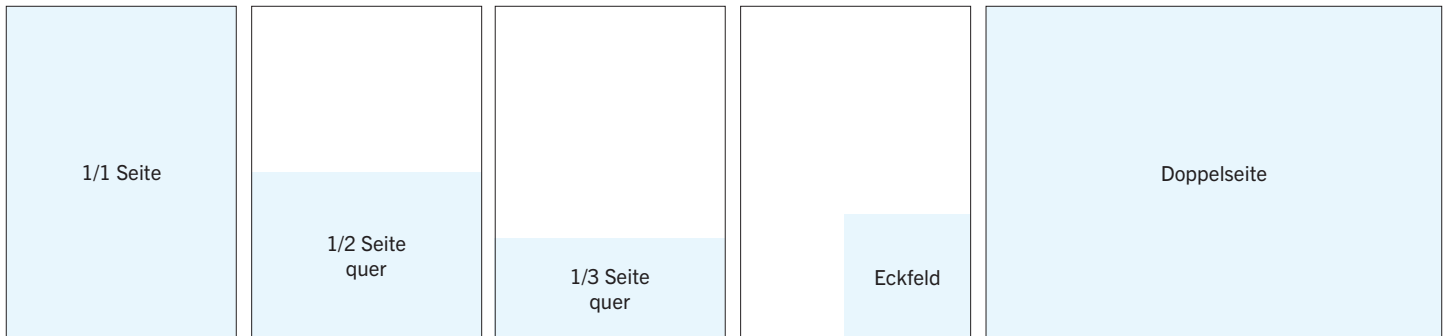 1/1 Seite
1/2 Seite
quer
1/3 Seite
quer
Eckfeld
Doppelseite